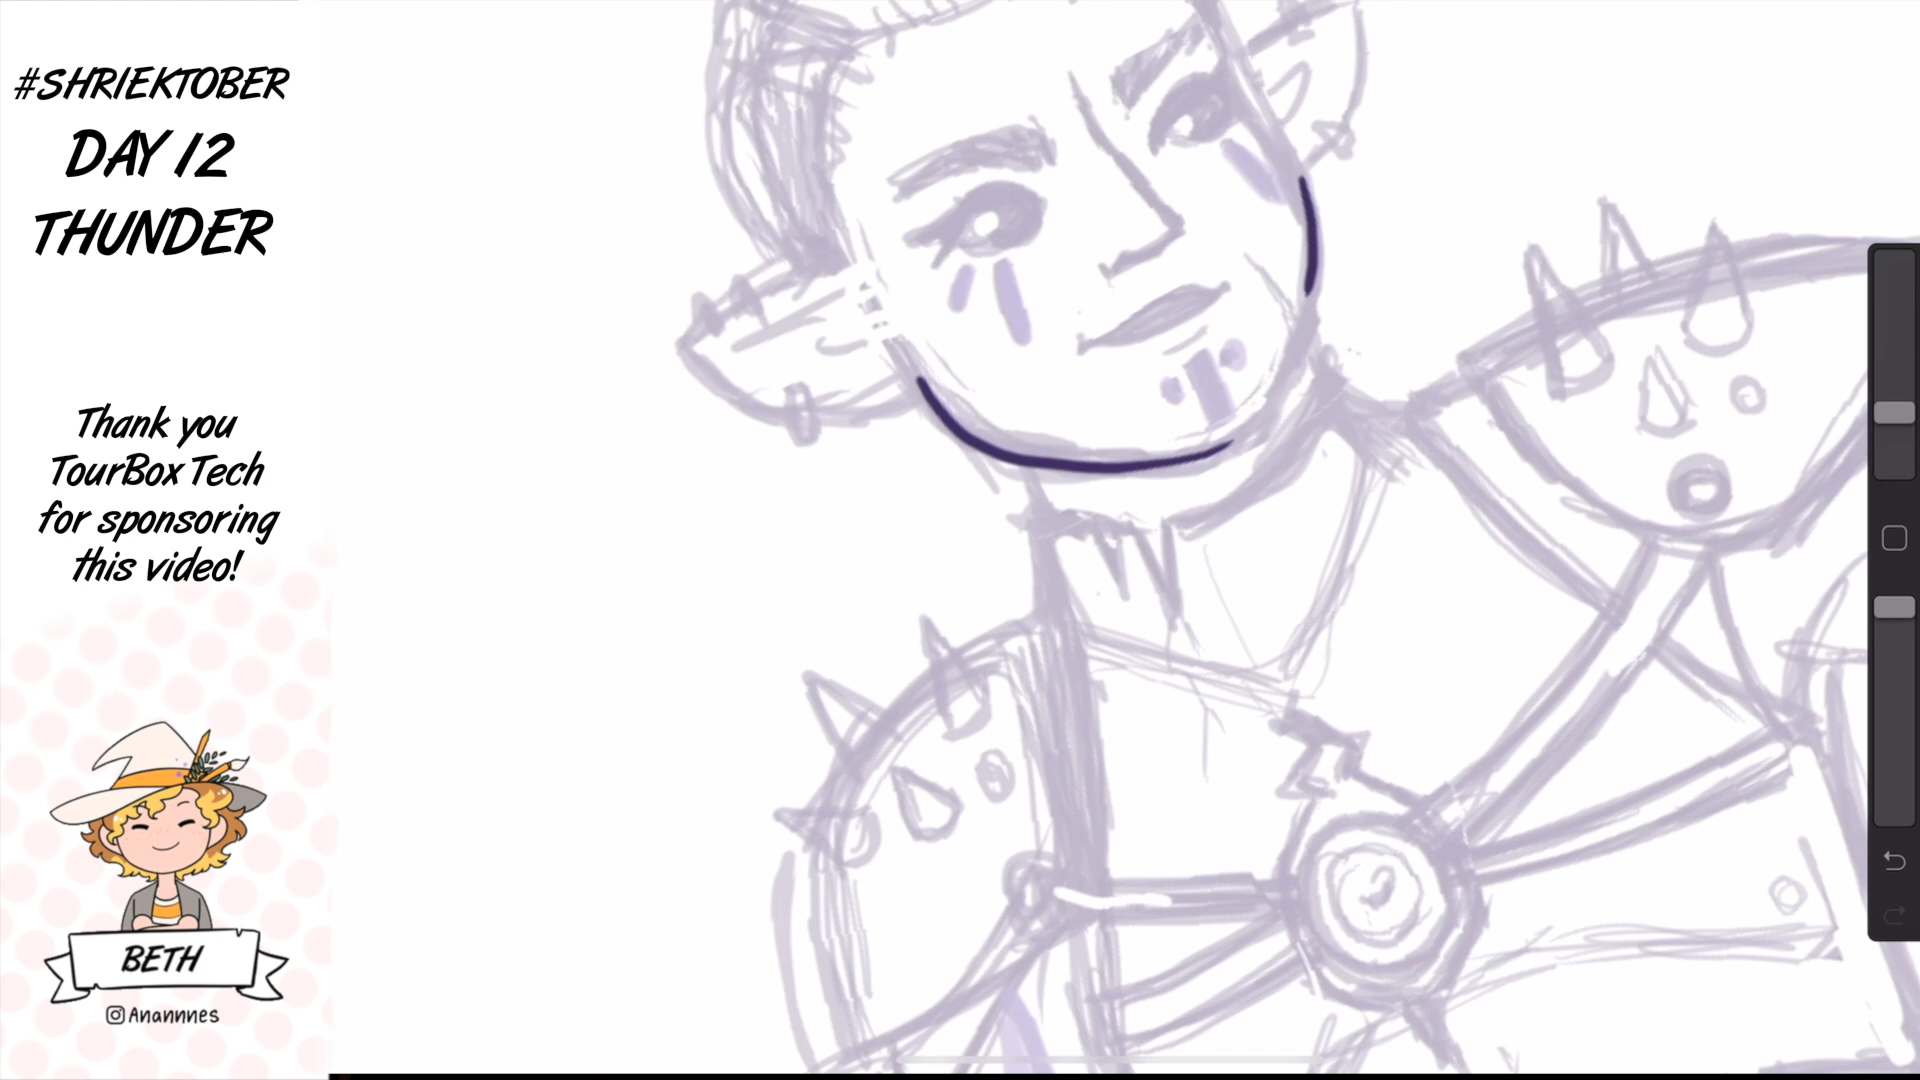 #SHRIEKTOBER
DAY 12
THUNDER
Thank you
TourBox Tech
for sponsoring
this video!
BETH
Anannnes